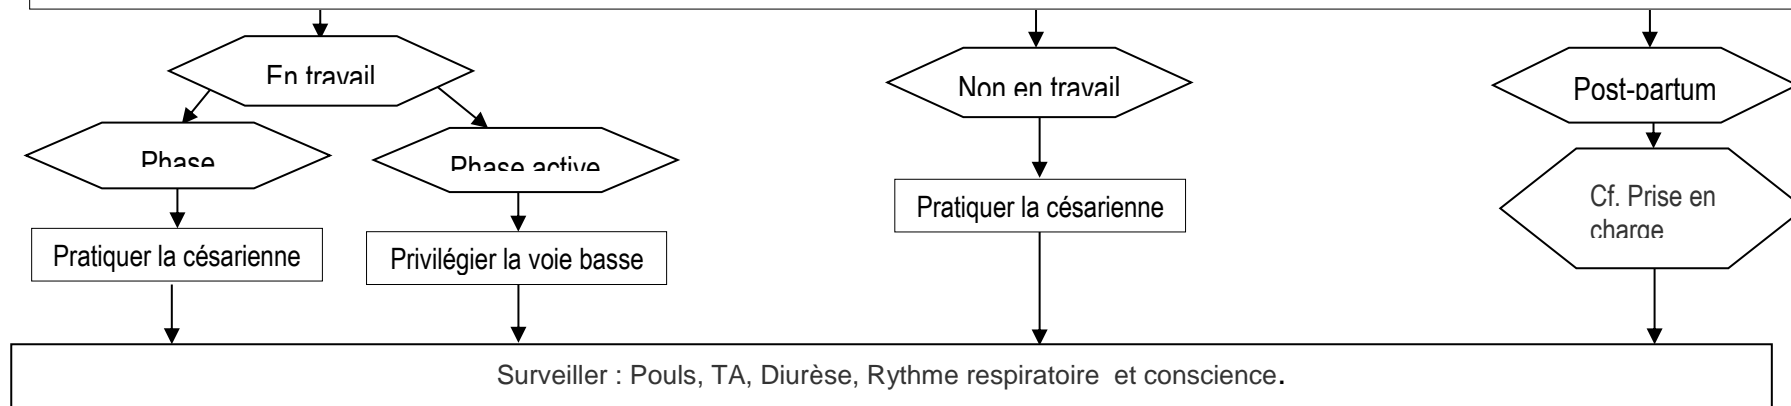 En travail
Non en travail
Post-partum
Phase
Phase active
Cf. Prise en
charge
Pratiquer la césarienne
Pratiquer la césarienne
Privilégier la voie basse
Surveiller : Pouls, TA, Diurèse, Rythme respiratoire et conscience.